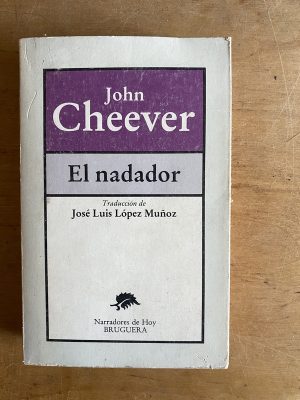 John
Cheever
El nadador
Traducción de
José Luis López Muñoz
Narradores de Hoy
BRUGUERA